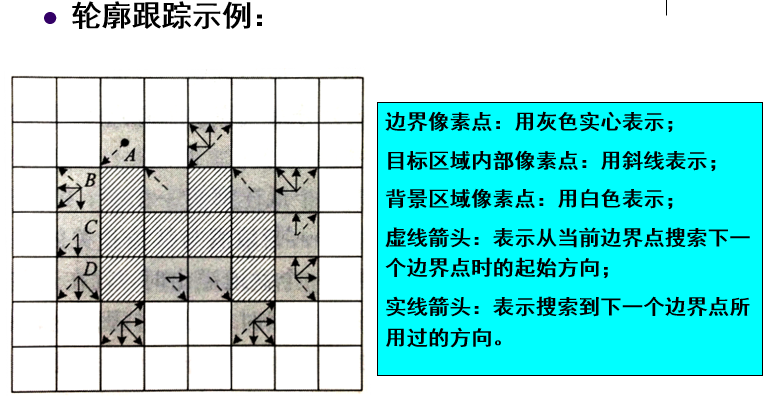 轮廓跟踪示例：
A
B
C
D
边界像素点：用灰色实心表示；
目标区域内部像素点：用斜线表示；
背景区域像素点：用白色表示；
虚线箭头：表示从当前边界点搜索下一
个边界点时的起始方向；
实线箭头：表示搜索到下一个边界点所
用过的方向。